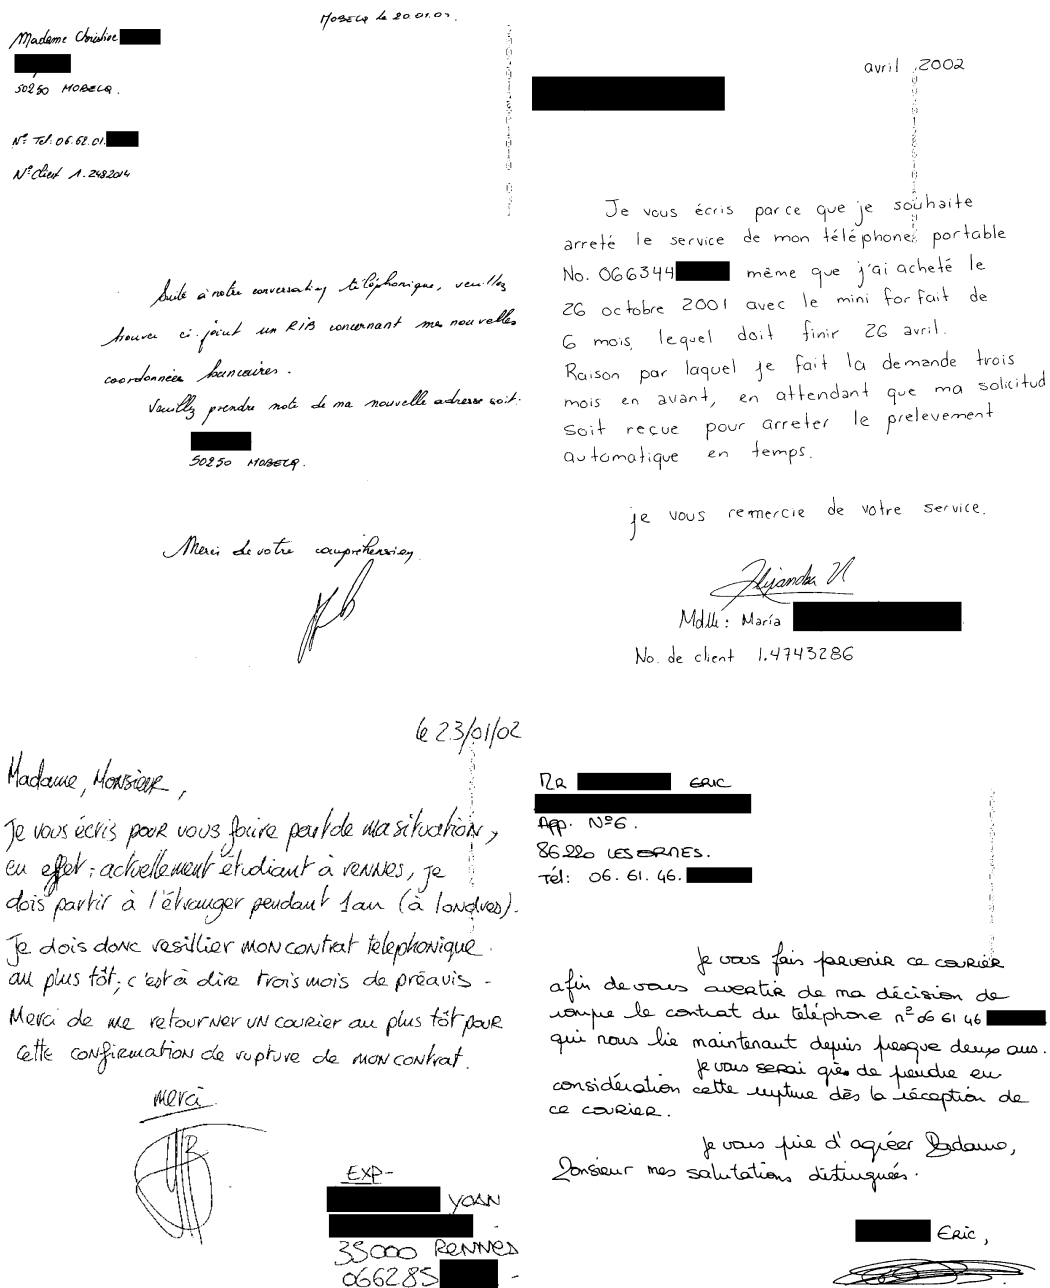 Mobecq le 20.01.0
Madame Christine
50250 MOBECQ.
N° Tel: 06.62.01.
N° Client 1.2482014
Suite à notre conversation téléphonique, veuillez
trouver ci-joint un RIB concernant mes nouvelles
coordonnées bancaires.
Veuillez prendre note de ma nouvelle adresse soit:
50250 MOBECQ.
Merci de votre compréhension.
avril 2002
Je vous écris parce que je souhaite
arreté le service de mon téléphone portable
No. 066344 même que j'ai acheté le
26 octobre 2001 avec le mini forfait de
6 mois, lequel doit finir 26 avril.
Raison par laquel je fait la demande trois
mois en avant, en attendant que ma solicitud
soit reçue pour arreter le prelevement
automatique en temps.
je vous remercie de votre service.
Alejandra V
Mdlle: María
No. de client 1.4743286
le 23/01/02
Madame, Monsieur,
Je vous écris pour vous faire part de ma situation,
en effet; actuellement étudiant à rennes, je
dois partir à l'étranger pendant 1an (à londres).
Je dois donc resillier mon contrat telephonique
au plus tôt; c'est à dire trois mois de préavis -
Merci de me retourner un courier au plus tôt pour
cette confirmation de rupture de mon contrat.
merci
EXP-
YOAN
35000 RENNES
066285 -
Mr ERIC
App. N°6.
86220 LES ORMES.
Tél: 06. 61. 46.
Je vous fais parvenir ce courier
afin de vous avertir de ma décision de
rompre le contrat du téléphone n° 06 61 46
qui nous lie maintenant depuis presque deux ans.
Je vous serai grès de prendre en
considération cette rupture dès la réception de
ce courier.
Je vous prie d'agréer Madame,
Monsieur mes salutations distinguées.
Eric,